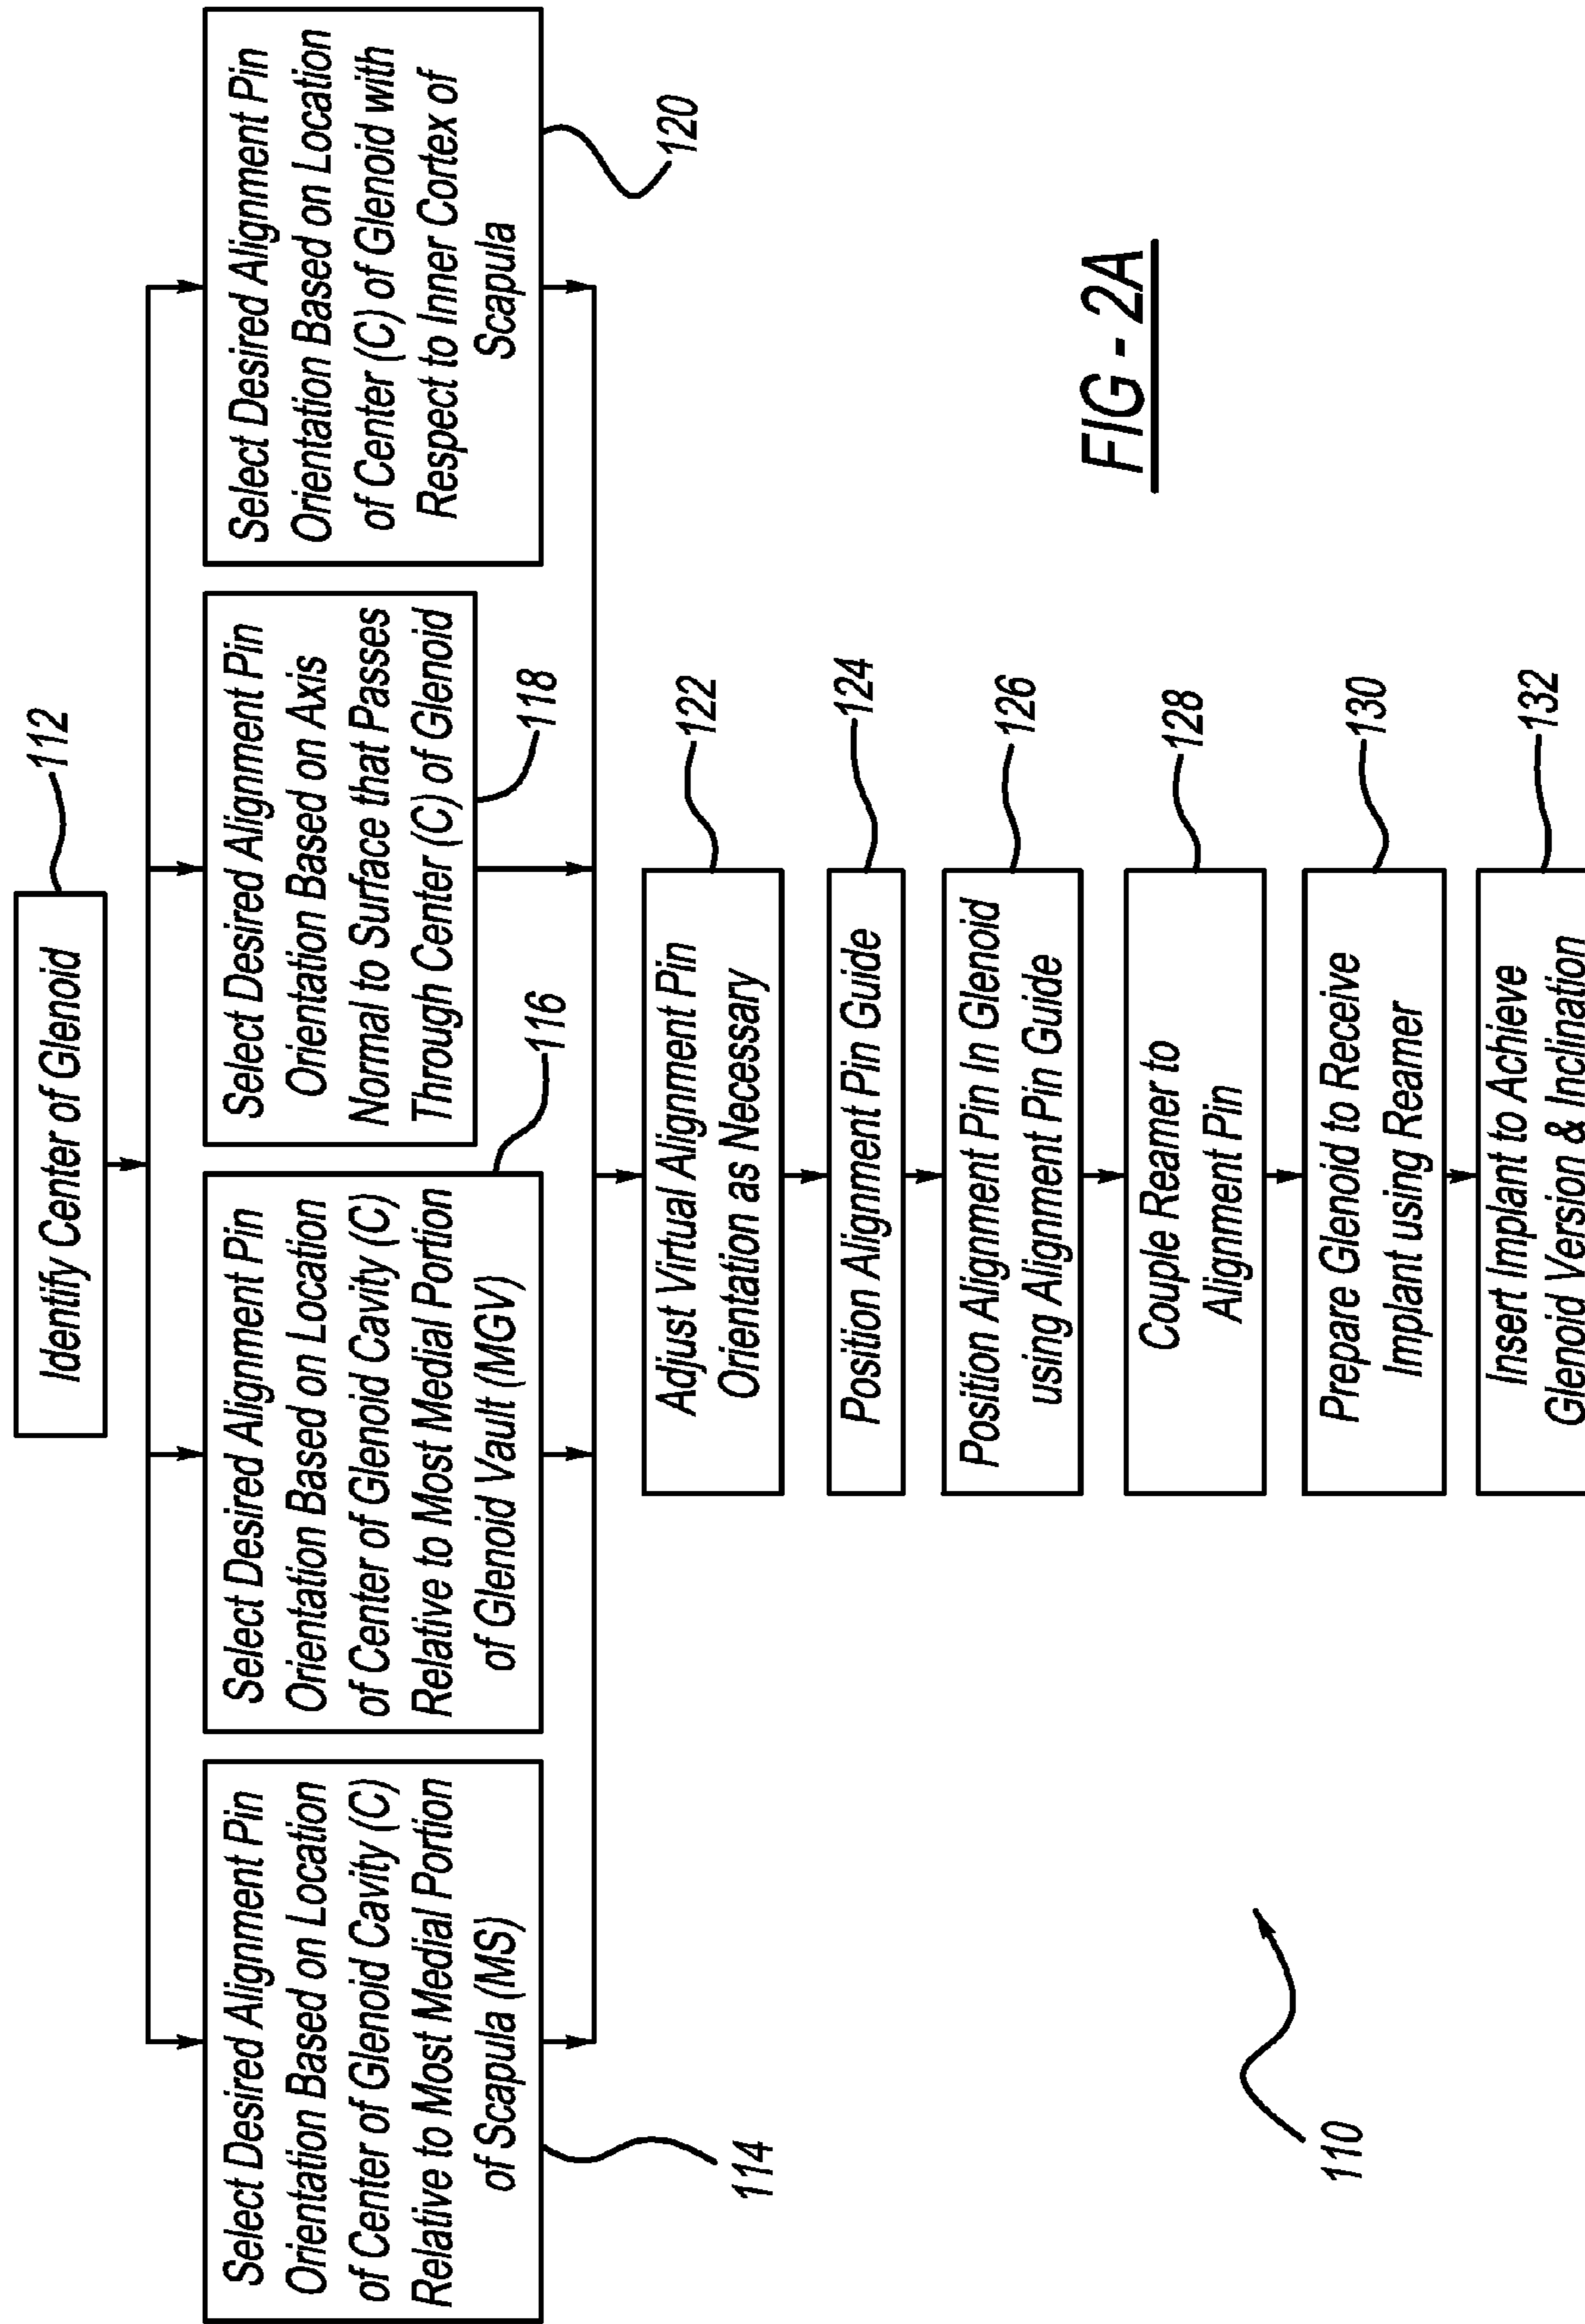 Identify Center of Glenoid
112
Select Desired Alignment Pin
Orientation Based on Location
of Center of Glenoid Cavity (C)
Relative to Most Medial Portion
of Scapula (MS)
114
Select Desired Alignment Pin
Orientation Based on Location
of Center of Glenoid Cavity (C)
Relative to Most Medial Portion
of Glenoid Vault (MGV)
116
Select Desired Alignment Pin
Orientation Based on Axis
Normal to Surface that Passes
Through Center (C) of Glenoid
118
Select Desired Alignment Pin
Orientation Based on Location
of Center (C) of Glenoid with
Respect to Inner Cortex of
Scapula
120
Adjust Virtual Alignment Pin
Orientation as Necessary
122
Position Alignment Pin Guide
124
Position Alignment Pin In Glenoid
using Alignment Pin Guide
126
Couple Reamer to
Alignment Pin
128
Prepare Glenoid to Receive
Implant using Reamer
130
Insert Implant to Achieve
Glenoid Version & Inclination
132
110
FIG - 2A